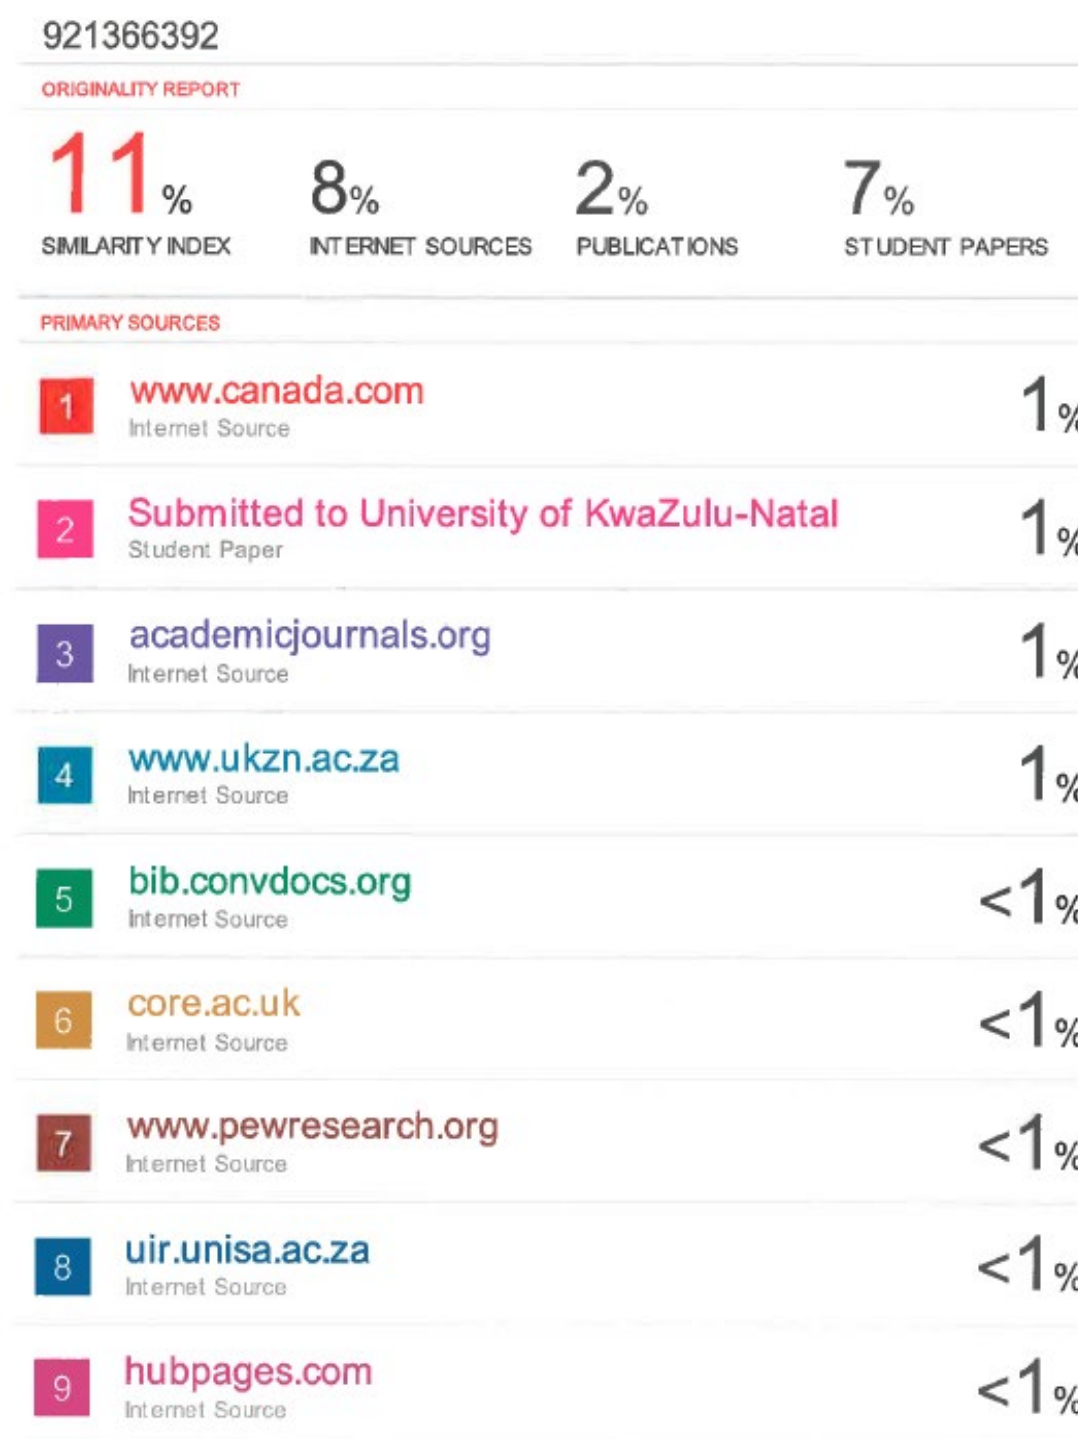 921366392
ORIGINALITY REPORT
11% 8% 2% 7%
SIMILARITY INDEX INTERNET SOURCES PUBLICATIONS STUDENT PAPERS
PRIMARY SOURCES
1 www.canada.com 1%
Internet Source
2 Submitted to University of KwaZulu-Natal 1%
Student Paper
3 academicjournals.org 1%
Internet Source
4 www.ukzn.ac.za 1%
Internet Source
5 bib.convdocs.org <1%
Internet Source
6 core.ac.uk <1%
Internet Source
7 www.pewresearch.org <1%
Internet Source
8 uir.unisa.ac.za <1%
Internet Source
9 hubpages.com <1%
Internet Source